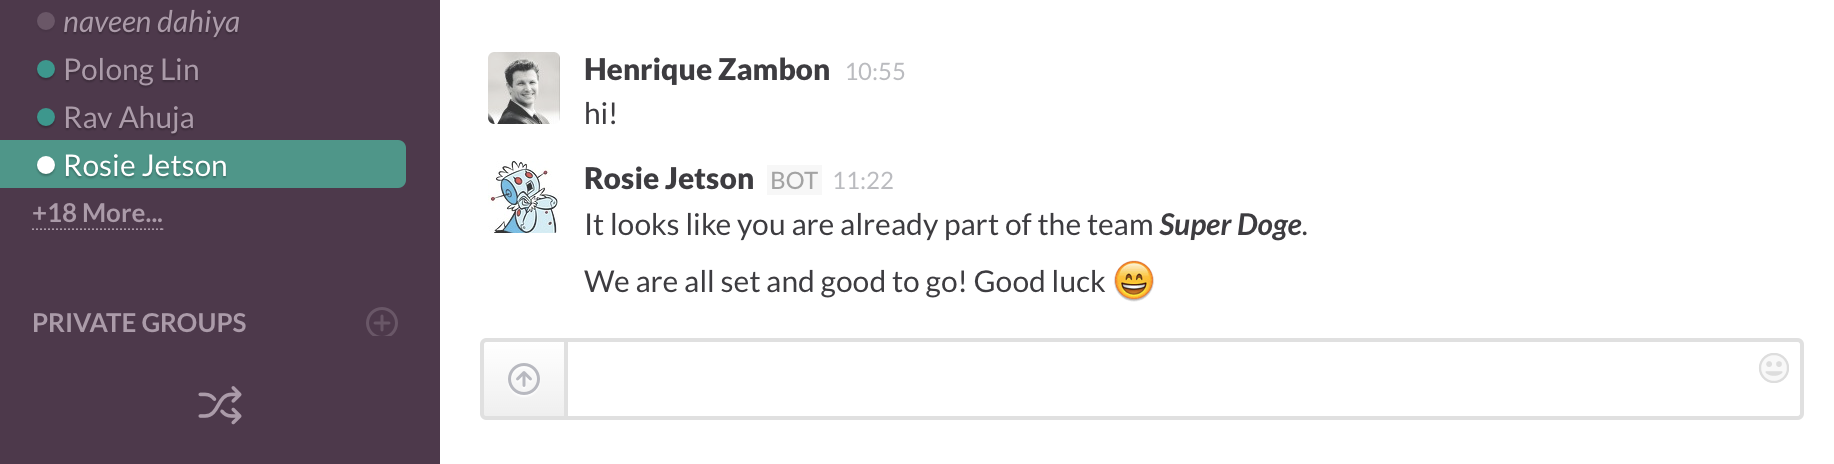 naveen dahiya
Polong Lin
Rav Ahuja
Rosie Jetson
+18 More...
PRIVATE GROUPS
Henrique Zambon 10:55
hi!
Rosie Jetson BOT 11:22
It looks like you are already part of the team Super Doge.
We are all set and good to go! Good luck 😄